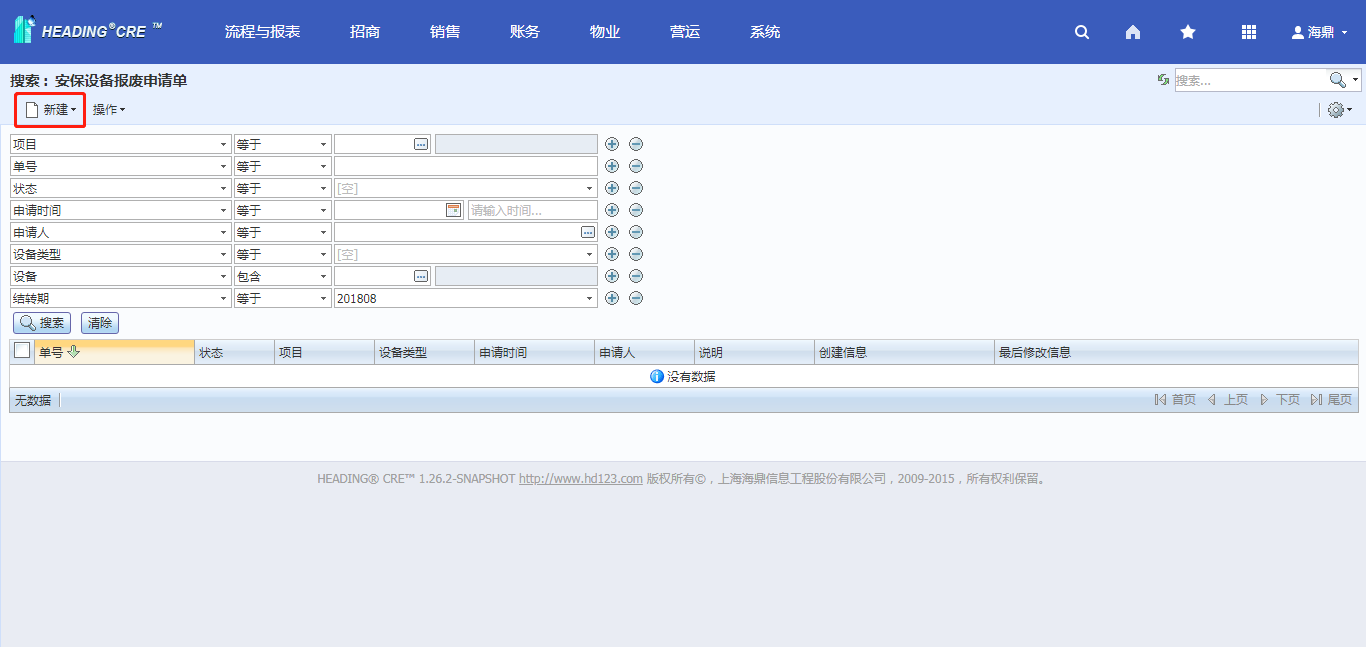 HEADING®CRE ™ 流程与报表 招商 销售 账务 物业 营运 系统 海鼎
搜索： 安保设备报废申请单 搜索...
新建 操作
项目 等于
单号 等于
状态 等于 [空]
申请时间 等于 请输入时间...
申请人 等于
设备类型 等于 [空]
设备 包含
结转期 等于 201808
搜索 清除
单号 状态 项目 设备类型 申请时间 申请人 说明 创建信息 最后修改信息
没有数据
无数据 首页 上页 下页 尾页
HEADING® CRE™ 1.26.2-SNAPSHOT http://www.hd123.com 版权所有©，上海海鼎信息工程股份有限公司，2009-2015，所有权利保留。